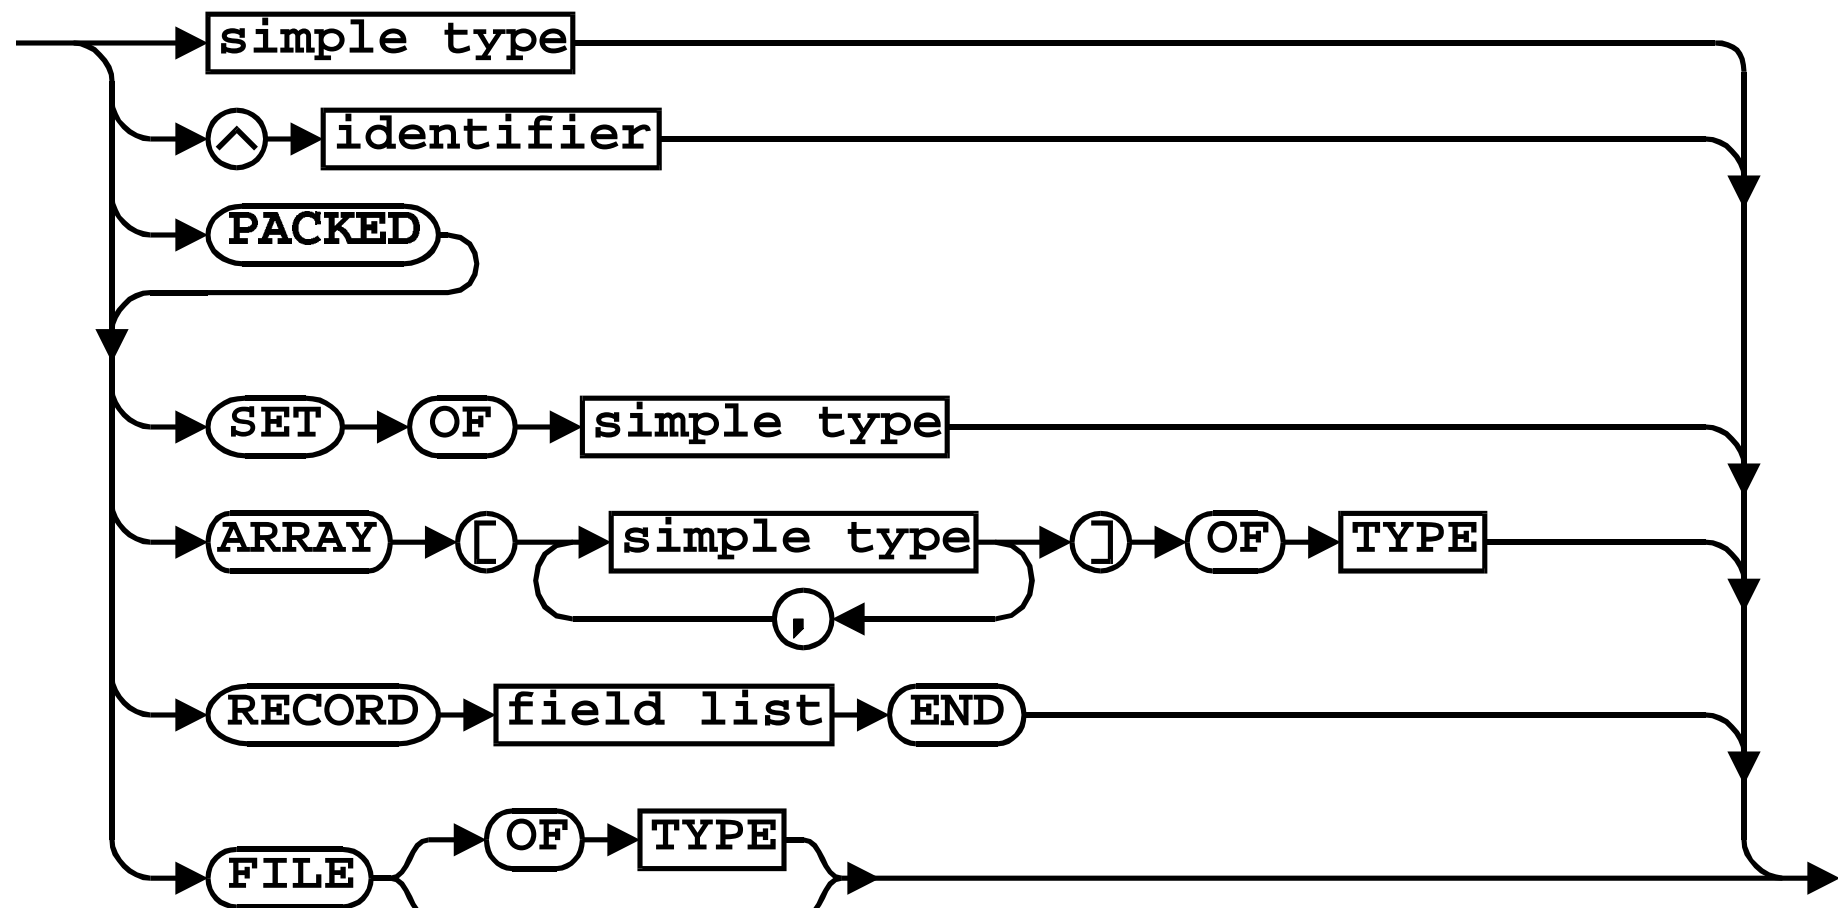 simple type
^ identifier
PACKED
SET OF simple type
ARRAY [ simple type ] OF TYPE
,
RECORD field list END
OF TYPE
FILE